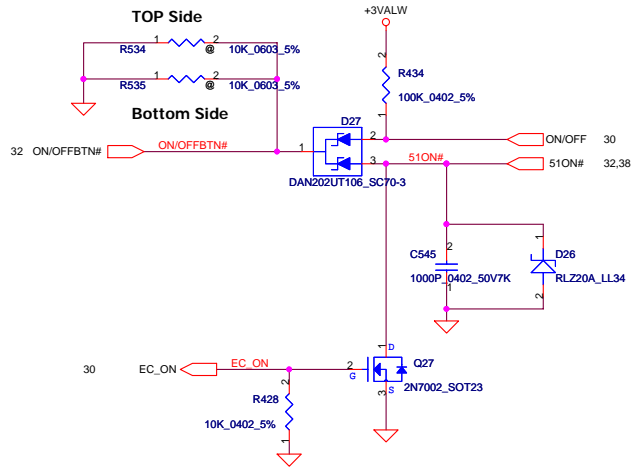 TOP Side
+3VALW
1
2
R534
@
10K_0603_5%
1
2
R535
@
10K_0603_5%
2
R434
100K_0402_5%
1
Bottom Side
D27
32
ON/OFFBTN#
ON/OFFBTN#
1
2
ON/OFF
30
3
51ON#
51ON#
32,38
DAN202UT106_SC70-3
C545
2
1
1000P_0402_50V7K
1
D26
RLZ20A_LL34
2
30
EC_ON
EC_ON
2
G
1
D
Q27
S
3
2N7002_SOT23
2
R428
10K_0402_5%
1